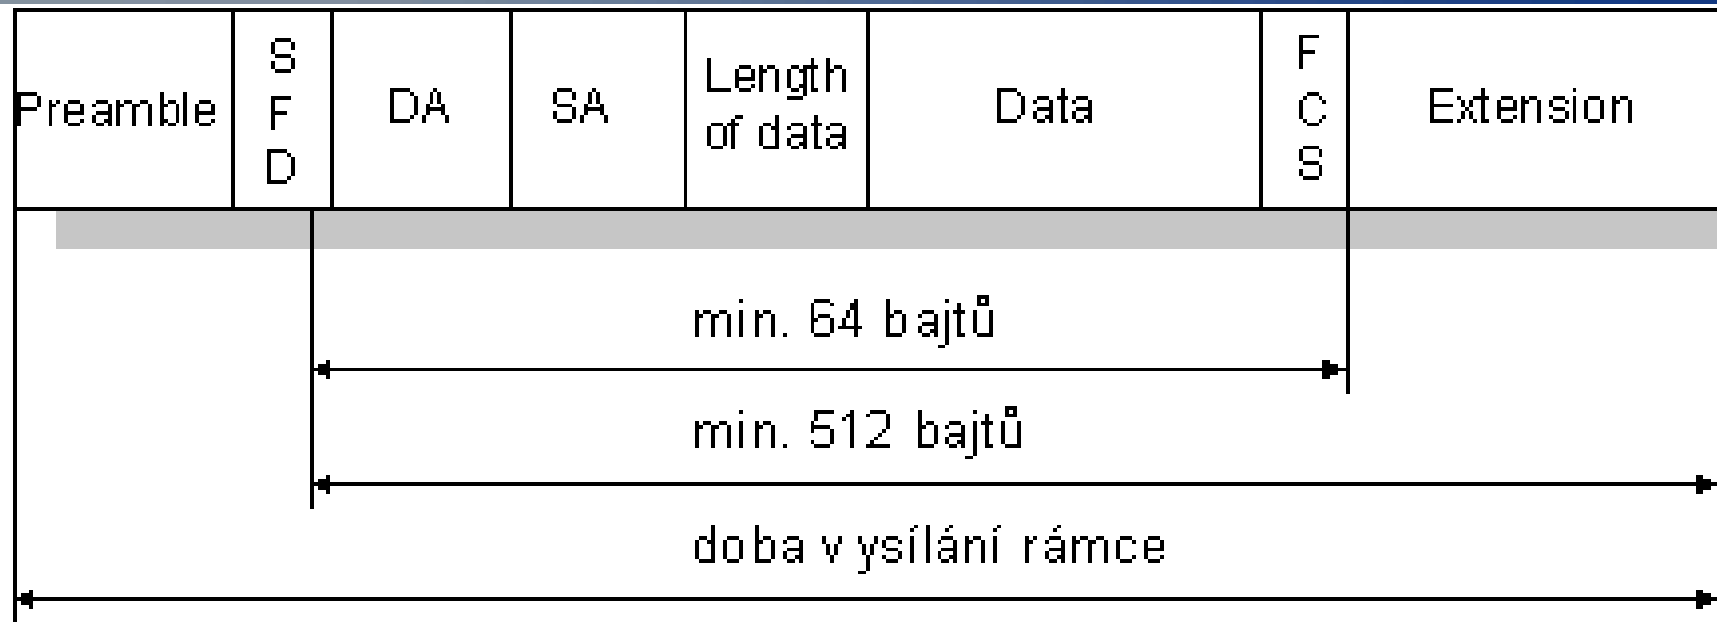 Preamble
S
F
D
DA
SA
Length
of data
Data
F
C
S
Extension
min. 64 bajtů
min. 512 bajtů
doba vysílání rámce